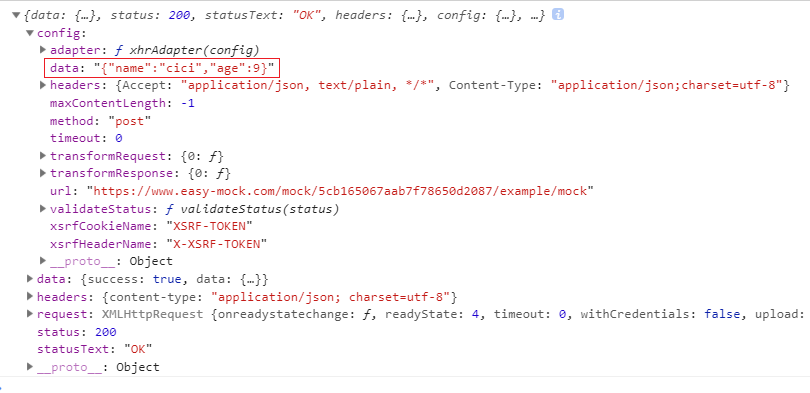 {data: {…}, status: 200, statusText: "OK", headers: {…}, config: {…}, …} i
config:
adapter: ƒ xhrAdapter(config)
data: "{"name":"cici","age":9}"
headers: {Accept: "application/json, text/plain, */*", Content-Type: "application/json;charset=utf-8"}
maxContentLength: -1
method: "post"
timeout: 0
transformRequest: {0: ƒ}
transformResponse: {0: ƒ}
url: "https://www.easy-mock.com/mock/5cb165067aab7f78650d2087/example/mock"
validateStatus: ƒ validateStatus(status)
xsrfCookieName: "XSRF-TOKEN"
xsrfHeaderName: "X-XSRF-TOKEN"
__proto__: Object
data: {success: true, data: {…}}
headers: {content-type: "application/json; charset=utf-8"}
request: XMLHttpRequest {onreadystatechange: ƒ, readyState: 4, timeout: 0, withCredentials: false, upload:
status: 200
statusText: "OK"
__proto__: Object